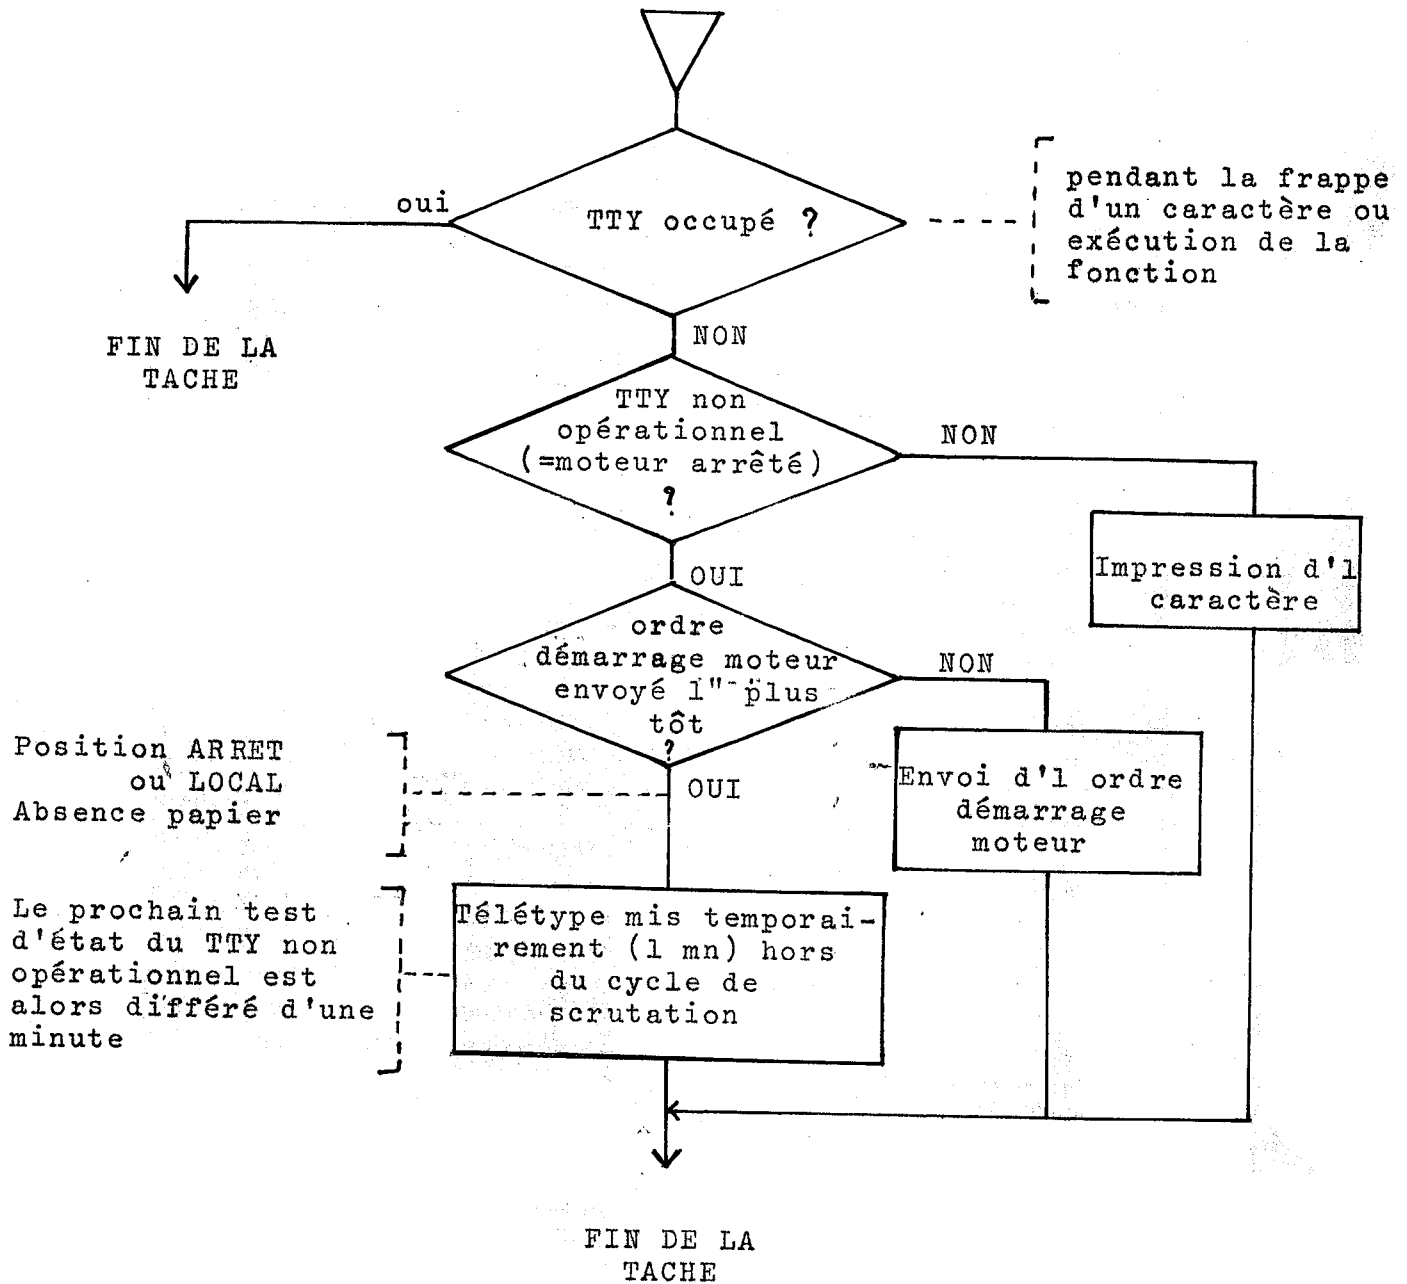 oui
TTY occupé ?
pendant la frappe
d'un caractère ou
exécution de la
fonction
FIN DE LA
TACHE
NON
TTY non
opérationnel
(=moteur arrêté)
?
NON
OUI
Impression d'1
caractère
ordre
démarrage moteur
envoyé 1" plus
tôt
?
NON
Position ARRET
ou LOCAL
Absence papier
OUI
Envoi d'1 ordre
démarrage
moteur
Le prochain test
d'état du TTY non
opérationnel est
alors différé d'une
minute
Télétype mis temporai-
rement (1 mn) hors
du cycle de
scrutation
FIN DE LA
TACHE